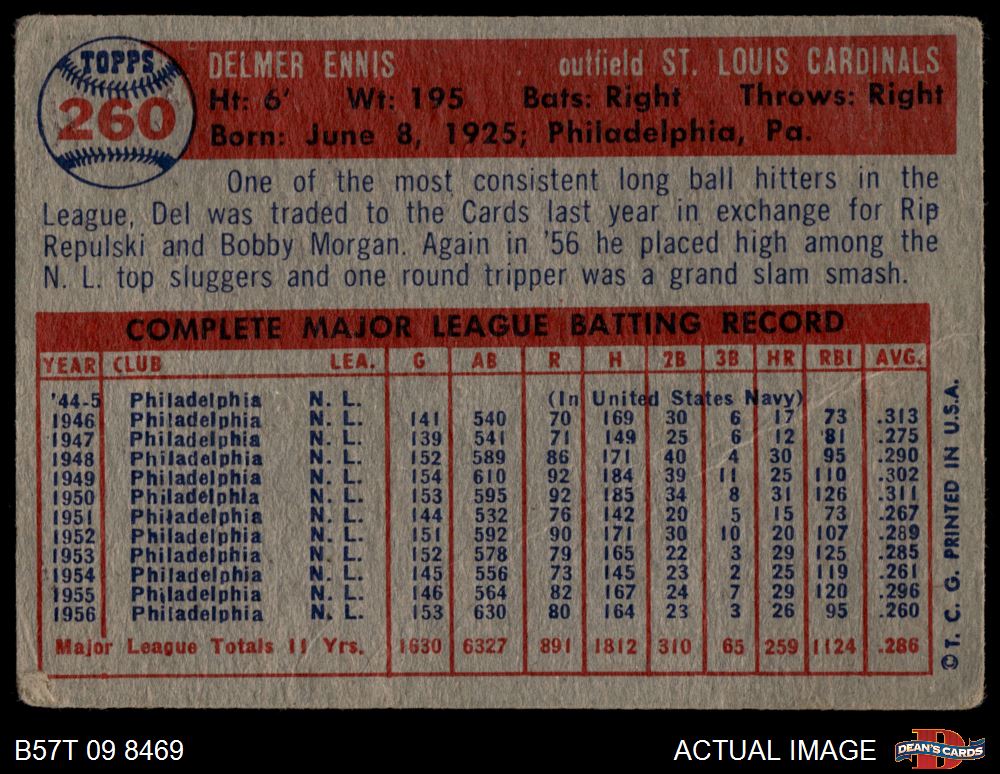 TOPPS
260
DELMER ENNIS outfield ST. LOUIS CARDINALS
Ht: 6' Wt: 195 Bats: Right Throws: Right
Born: June 8, 1925; Philadelphia, Pa.
One of the most consistent long ball hitters in the
League, Del was traded to the Cards last year in exchange for Rip
Repulski and Bobby Morgan. Again in '56 he placed high among the
N. L. top sluggers and one round tripper was a grand slam smash.
COMPLETE MAJOR LEAGUE BATTING RECORD
YEAR CLUB LEA. G AB R H 2B 3B HR RBI AVG.
'44-5 Philadelphia N. L. (In United States Navy)
1946 Philadelphia N. L. 141 540 70 169 30 6 17 73 .313
1947 Philadelphia N. L. 139 541 71 149 25 6 12 81 .275
1948 Philadelphia N. L. 152 589 86 171 40 4 30 95 .290
1949 Philadelphia N. L. 154 610 92 184 39 11 25 110 .302
1950 Philadelphia N. L. 153 595 92 185 34 8 31 126 .311
1951 Philadelphia N. L. 144 532 76 142 20 5 15 73 .267
1952 Philadelphia N. L. 151 592 90 171 30 10 20 107 .289
1953 Philadelphia N. L. 152 578 79 165 22 3 29 125 .285
1954 Philadelphia N. L. 145 556 73 145 23 2 25 119 .261
1955 Philadelphia N. L. 146 564 82 167 24 7 29 120 .296
1956 Philadelphia N. L. 153 630 80 164 23 3 26 95 .260
Major League Totals 11 Yrs. 1630 6327 891 1812 310 65 259 1124 .286
© T. C. G. PRINTED IN U.S.A.
B57T 09 8469
ACTUAL IMAGE
D
DEAN'S CARDS